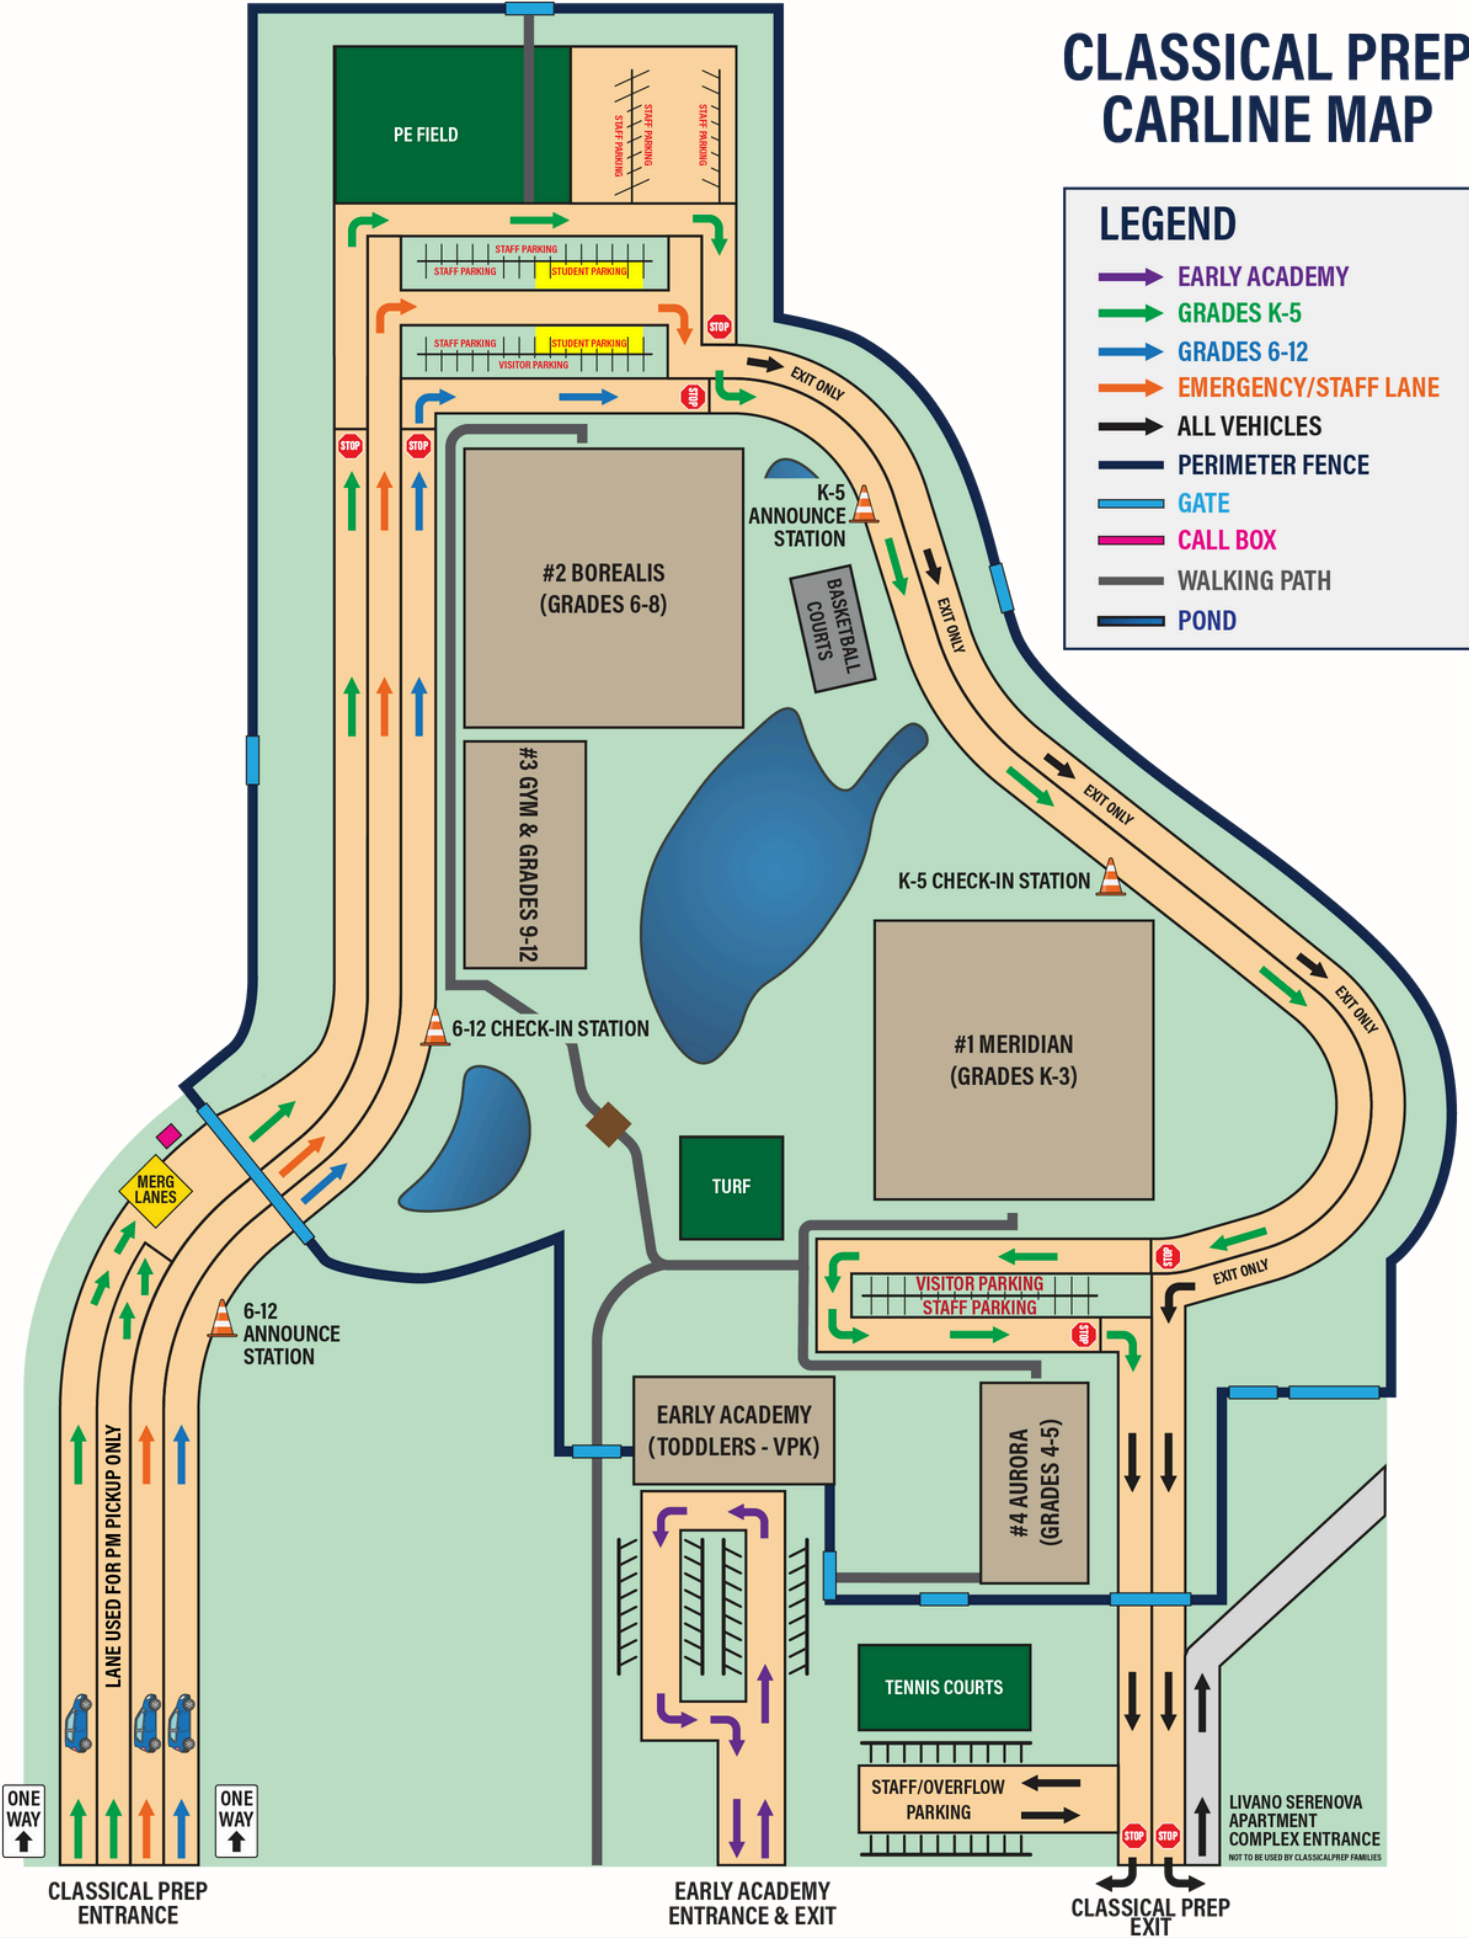 CLASSICAL PREP
CARLINE MAP
LEGEND
EARLY ACADEMY
GRADES K-5
GRADES 6-12
EMERGENCY/STAFF LANE
ALL VEHICLES
PERIMETER FENCE
GATE
CALL BOX
WALKING PATH
POND
PE FIELD
STAFF PARKING
STAFF PARKING
STAFF PARKING
STAFF PARKING
STAFF PARKING
STUDENT PARKING
STOP
STAFF PARKING
STUDENT PARKING
VISITOR PARKING
EXIT ONLY
STOP
STOP
STOP
K-5
ANNOUNCE
STATION
#2 BOREALIS
(GRADES 6-8)
BASKETBALL
COURTS
EXIT ONLY
#3 GYM & GRADES 9-12
EXIT ONLY
K-5 CHECK-IN STATION
EXIT ONLY
6-12 CHECK-IN STATION
#1 MERIDIAN
(GRADES K-3)
MERG
LANES
TURF
STOP
EXIT ONLY
VISITOR PARKING
STAFF PARKING
STOP
6-12
ANNOUNCE
STATION
EARLY ACADEMY
(TODDLERS - VPK)
#4 AURORA
(GRADES 4-5)
LANE USED FOR PM PICKUP ONLY
TENNIS COURTS
STAFF/OVERFLOW
PARKING
ONE
WAY
ONE
WAY
STOP
STOP
LIVANO SERENOVA
APARTMENT
COMPLEX ENTRANCE
NOT TO BE USED BY CLASSICALPREP FAMILIES
CLASSICAL PREP
ENTRANCE
EARLY ACADEMY
ENTRANCE & EXIT
CLASSICAL PREP
EXIT